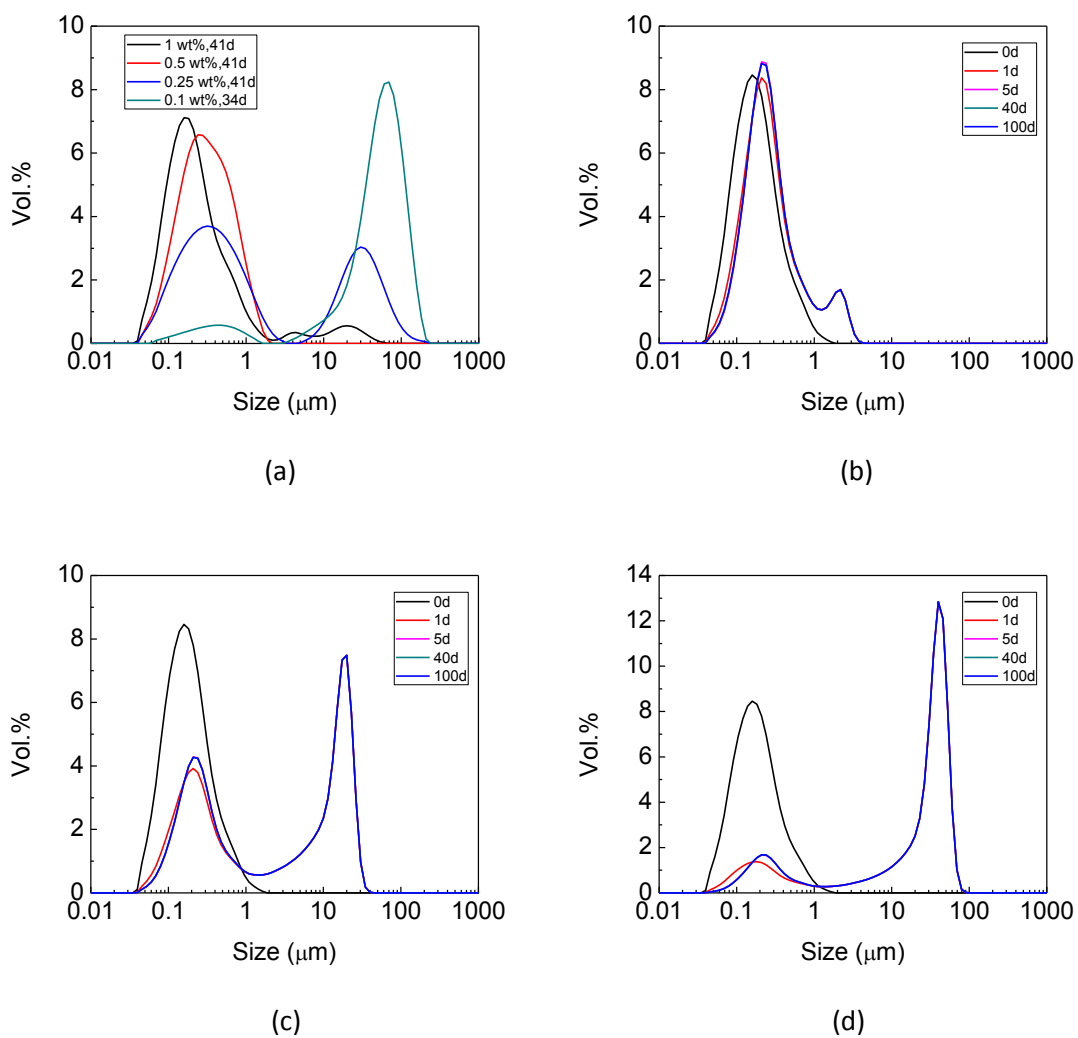 10
8
6
4
2
0
Vol.%
1 wt%,41d
0.5 wt%,41d
0.25 wt%,41d
0.1 wt%,34d
0.01 0.1 1 10 100 1000
Size (μm)
(a)
10
8
6
4
2
0
Vol.%
0d
1d
5d
40d
100d
0.01 0.1 1 10 100 1000
Size (μm)
(b)
10
8
6
4
2
0
Vol.%
0d
1d
5d
40d
100d
0.01 0.1 1 10 100 1000
Size (μm)
(c)
14
12
10
8
6
4
2
0
Vol.%
0d
1d
5d
40d
100d
0.01 0.1 1 10 100 1000
Size (μm)
(d)